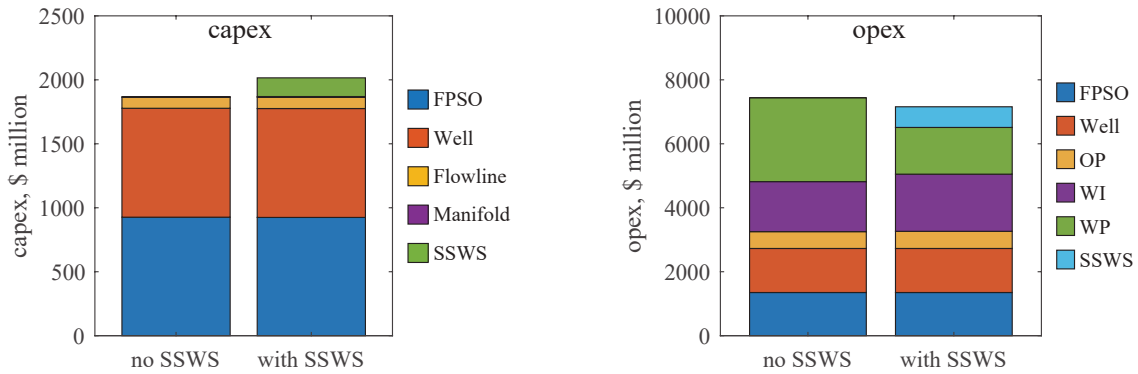 capex
capex, $ million
2500
2000
1500
1000
500
0
no SSWS
with SSWS
FPSO
Well
Flowline
Manifold
SSWS
opex
opex, $ million
10000
8000
6000
4000
2000
0
no SSWS
with SSWS
FPSO
Well
OP
WI
WP
SSWS